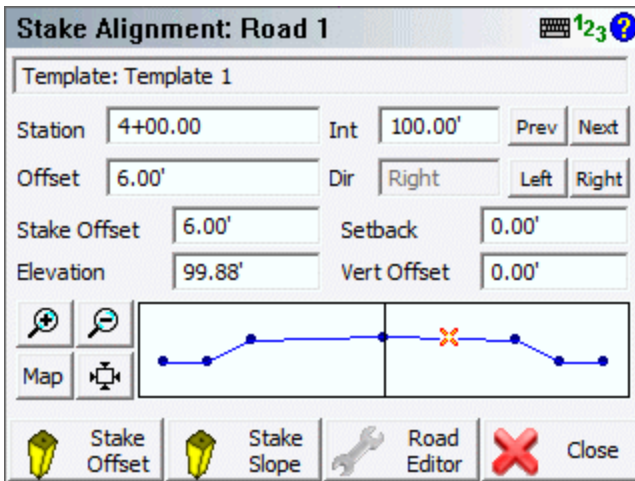 Stake Alignment: Road 1 123 ?
Template: Template 1
Station 4+00.00 Int 100.00' Prev Next
Offset 6.00' Dir Right Left Right
Stake Offset 6.00' Setback 0.00'
Elevation 99.88' Vert Offset 0.00'
Map
Stake Offset Stake Slope Road Editor Close